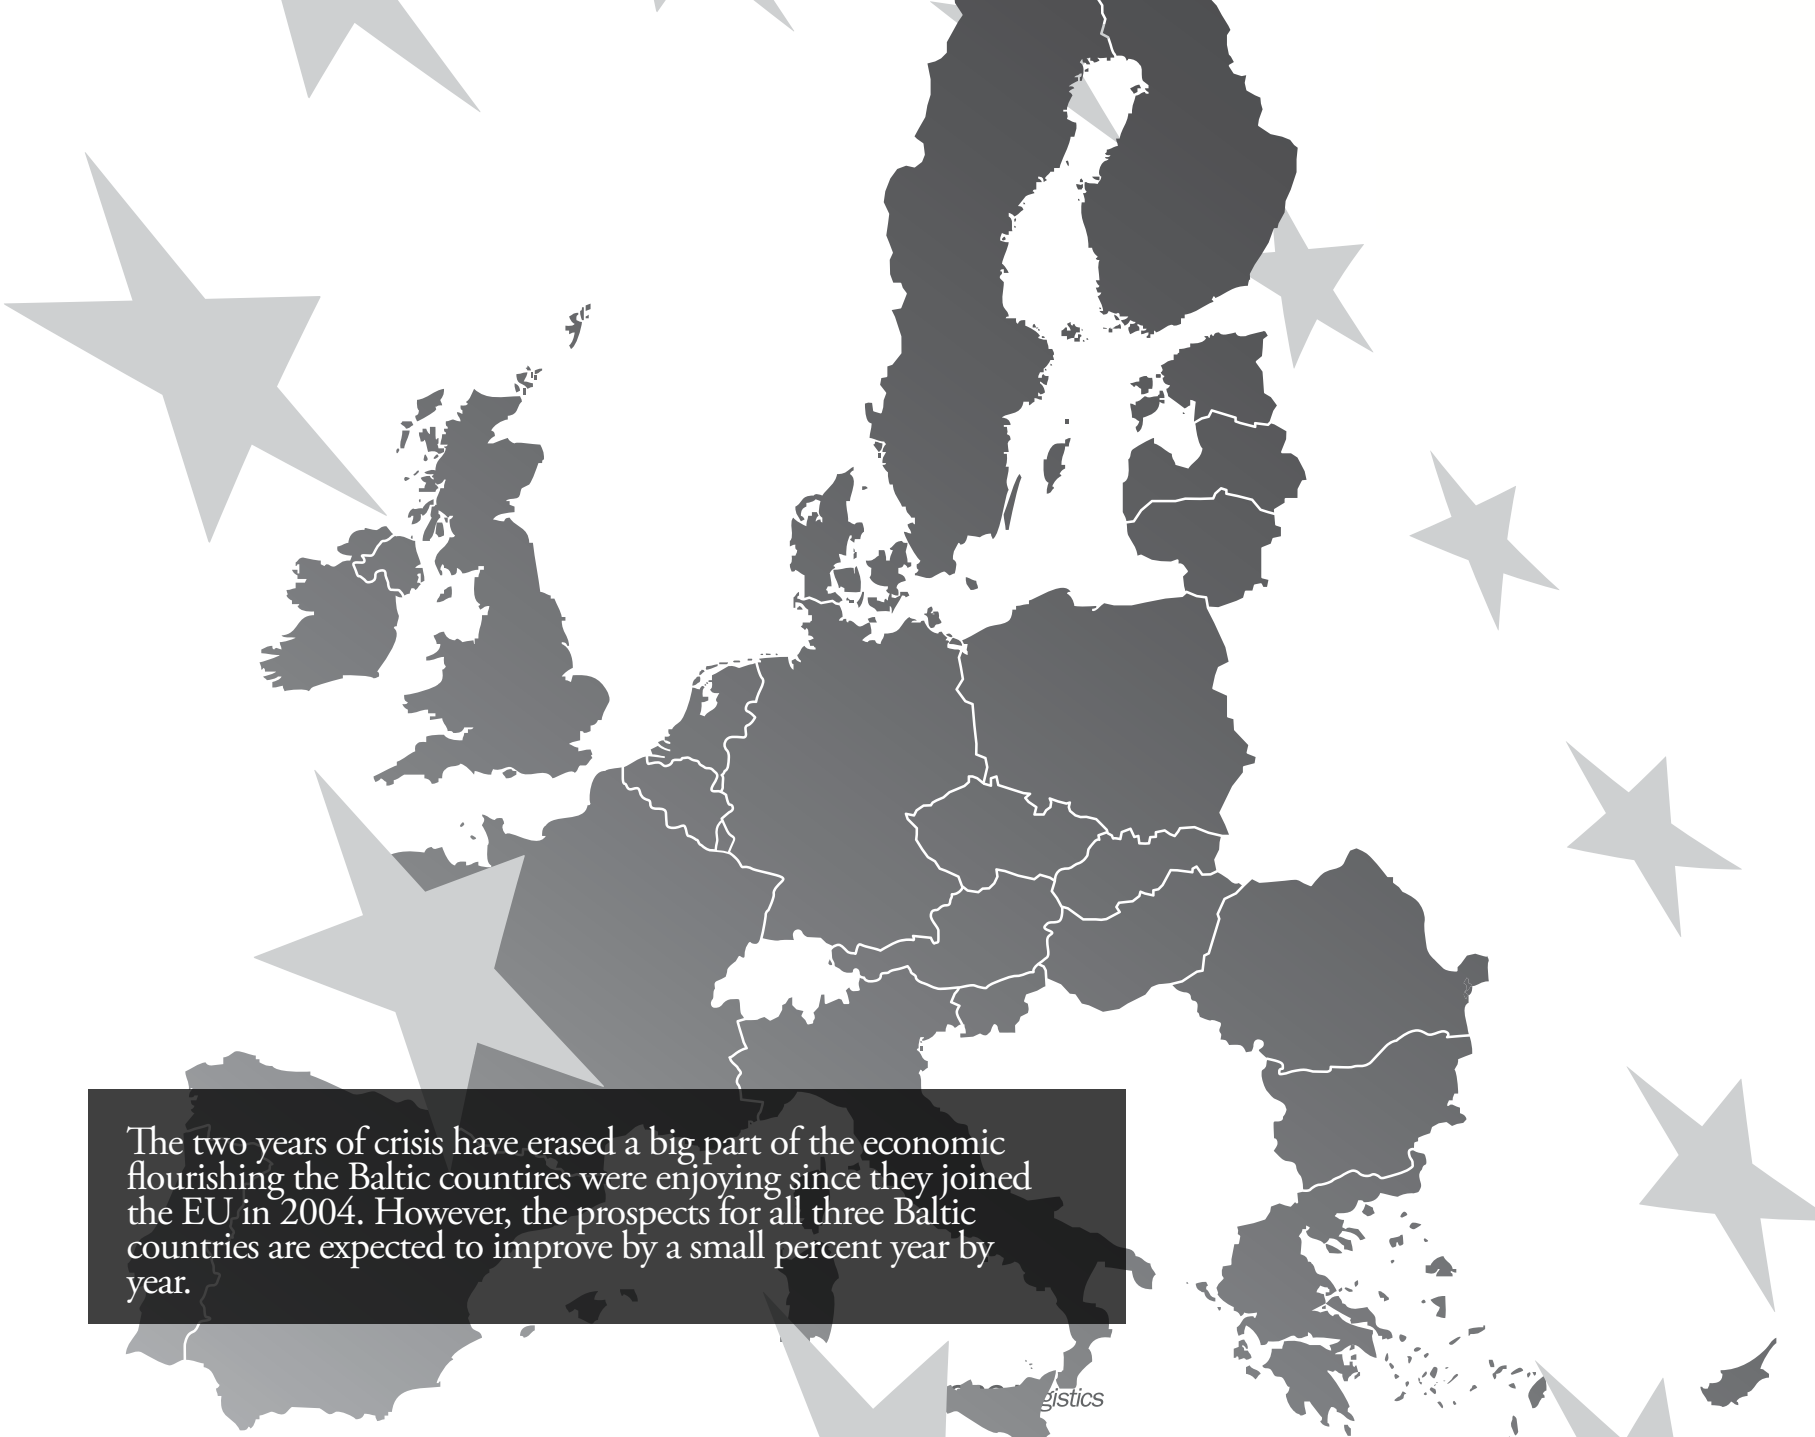 The two years of crisis have erased a big part of the economic
flourishing the Baltic countires were enjoying since they joined
the EU in 2004. However, the prospects for all three Baltic
countries are expected to improve by a small percent year by
year.
gistics